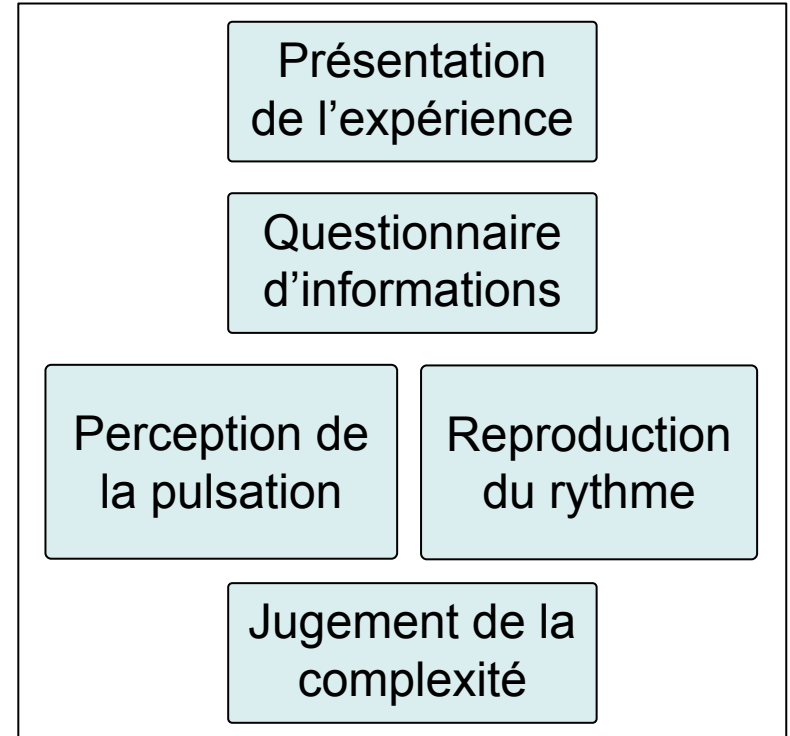 Présentation
de l’expérience
Questionnaire
d’informations
Perception de
la pulsation
Reproduction
du rythme
Jugement de la
complexité